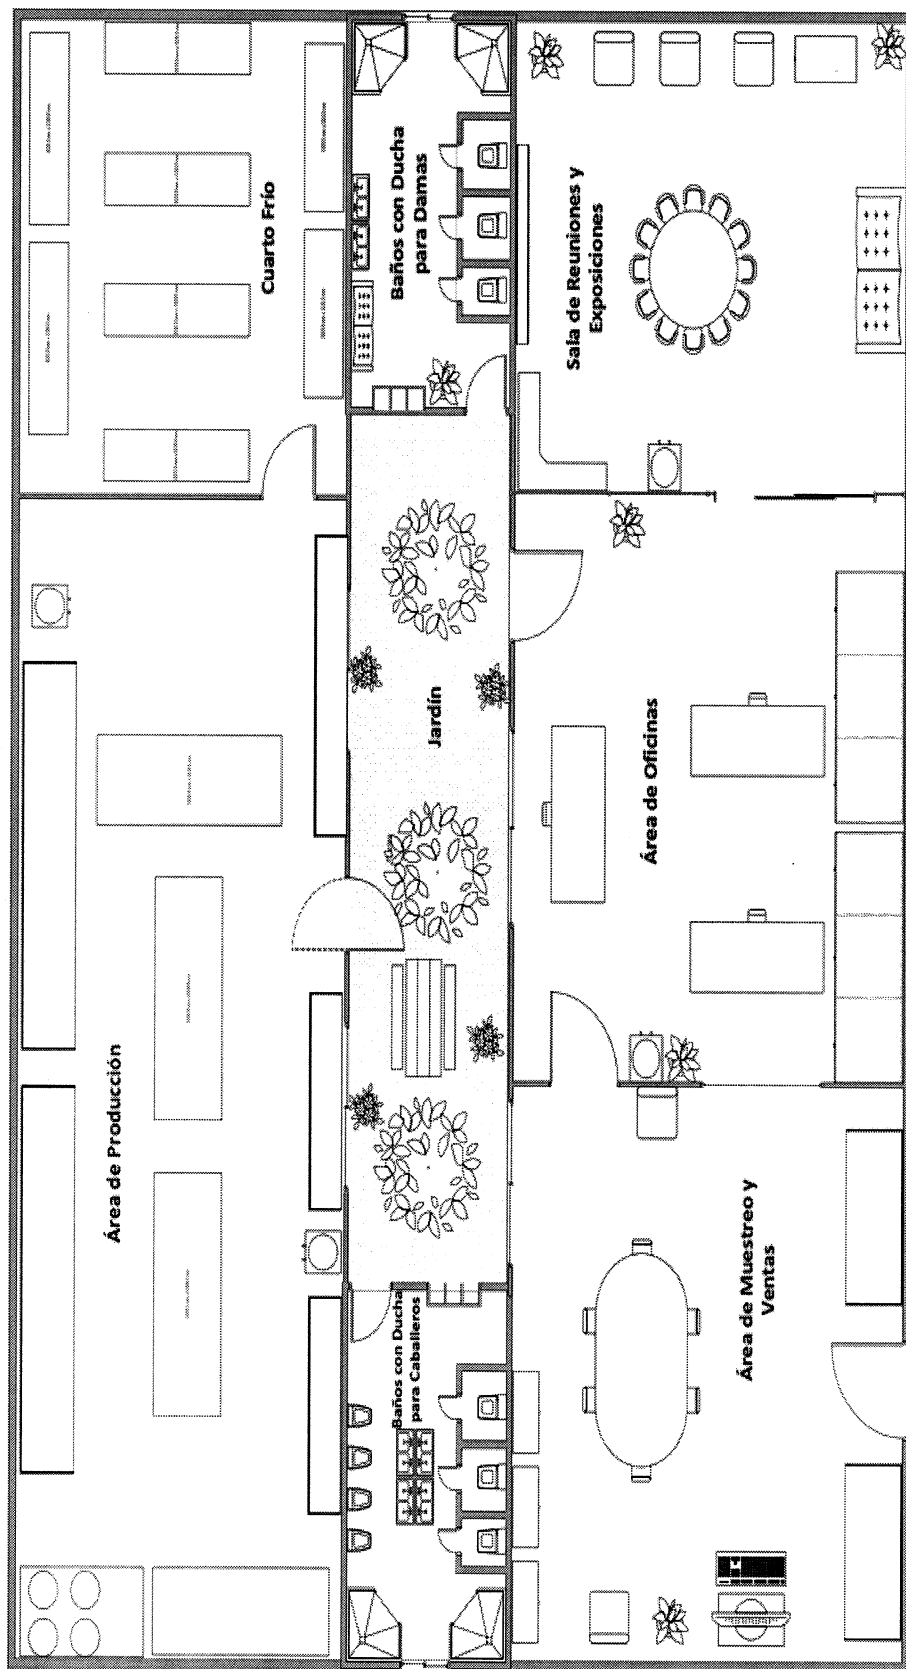 Cuarto Frío
Baños con Ducha
para Damas
Sala de Reuniones y
Exposiciones
Jardín
Área de Oficinas
Área de Producción
Baños con Ducha
para Caballeros
Área de Muestreo y
Ventas